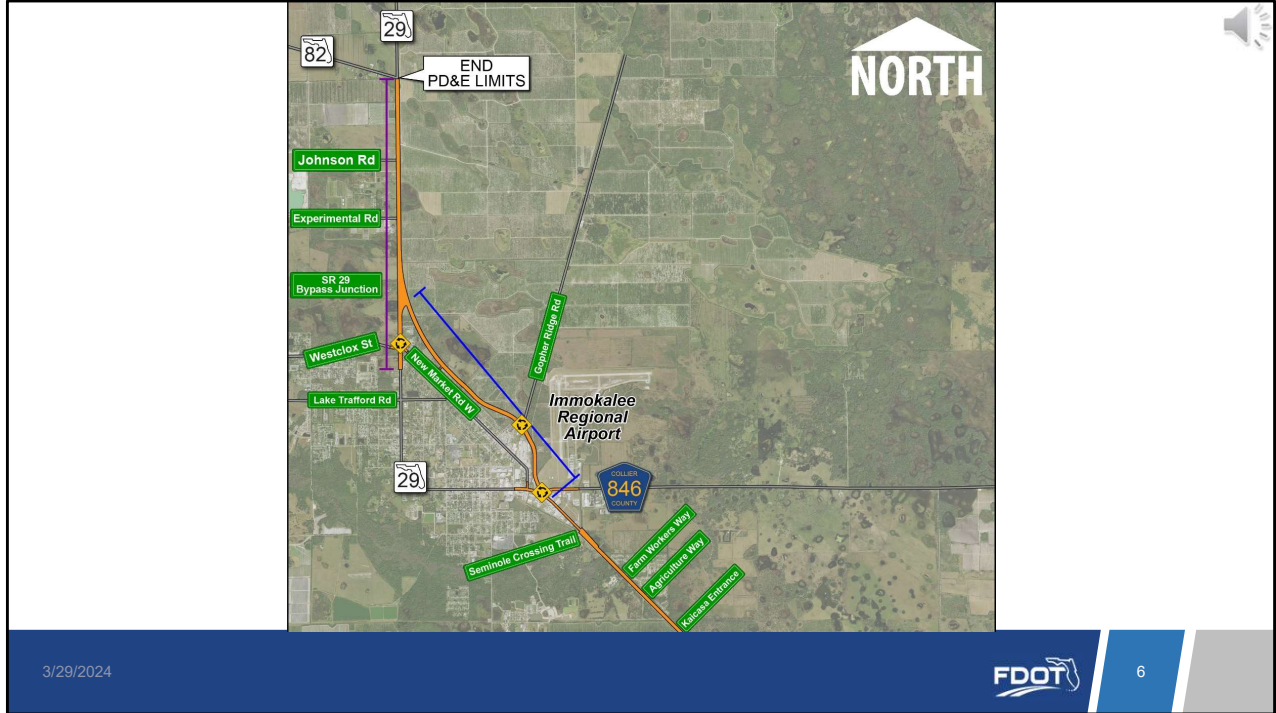 29
82
END
PD&E LIMITS
NORTH
Johnson Rd
Experimental Rd
SR 29
Bypass Junction
Westclox St
New Market Rd W
Gopher Ridge Rd
Lake Trafford Rd
Immokalee
Regional
Airport
29
COLLIER
846
COUNTY
Seminole Crossing Trail
Farm Workers Way
Agriculture Way
Kaicasa Entrance
3/29/2024
FDOT
6